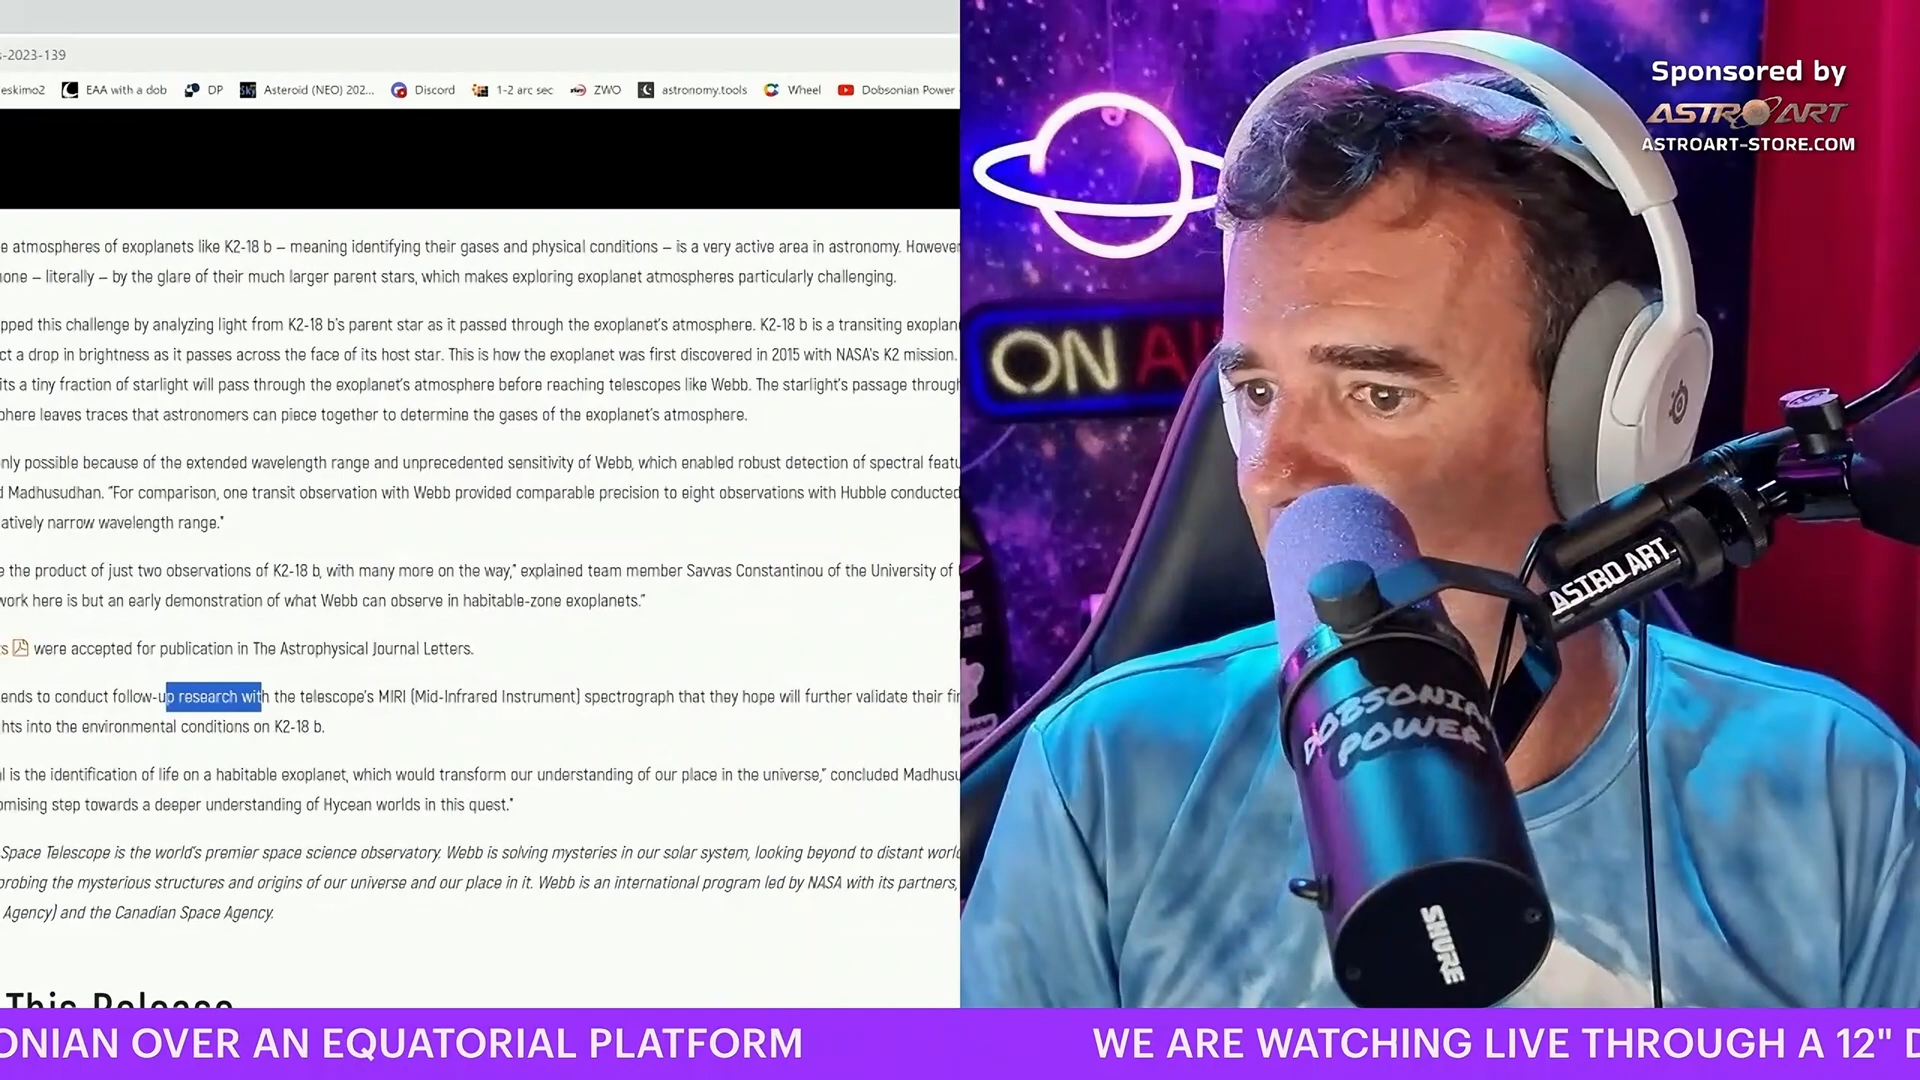 s-2023-139
eskimo2 EAA with a dob DP Asteroid (NEO) 202... Discord 1-2 arc sec ZWO astronomy.tools Wheel Dobsonian Power
e atmospheres of exoplanets like K2-18 b – meaning identifying their gases and physical conditions – is a very active area in astronomy. However
one – literally – by the glare of their much larger parent stars, which makes exploring exoplanet atmospheres particularly challenging.
pped this challenge by analyzing light from K2-18 b's parent star as it passed through the exoplanet's atmosphere. K2-18 b is a transiting exoplan
ct a drop in brightness as it passes across the face of its host star. This is how the exoplanet was first discovered in 2015 with NASA's K2 mission.
its a tiny fraction of starlight will pass through the exoplanet's atmosphere before reaching telescopes like Webb. The starlight's passage throug
phere leaves traces that astronomers can piece together to determine the gases of the exoplanet's atmosphere.
only possible because of the extended wavelength range and unprecedented sensitivity of Webb, which enabled robust detection of spectral featu
d Madhusudhan. "For comparison, one transit observation with Webb provided comparable precision to eight observations with Hubble conducted
atively narrow wavelength range."
e the product of just two observations of K2-18 b, with many more on the way," explained team member Savvas Constantinou of the University of
work here is but an early demonstration of what Webb can observe in habitable-zone exoplanets."
ts were accepted for publication in The Astrophysical Journal Letters.
ends to conduct follow-up research with the telescope's MIRI (Mid-Infrared Instrument) spectrograph that they hope will further validate their fin
hts into the environmental conditions on K2-18 b.
al is the identification of life on a habitable exoplanet, which would transform our understanding of our place in the universe," concluded Madhusu
omising step towards a deeper understanding of Hycean worlds in this quest."
Space Telescope is the world's premier space science observatory. Webb is solving mysteries in our solar system, looking beyond to distant world
probing the mysterious structures and origins of our universe and our place in it. Webb is an international program led by NASA with its partners,
Agency) and the Canadian Space Agency.
This Release
Sponsored by
ASTROART
ASTROART-STORE.COM
ON A
ASTRO ART
DOBSONIA
POWER
SHURE
ONIAN OVER AN EQUATORIAL PLATFORM WE ARE WATCHING LIVE THROUGH A 12" D